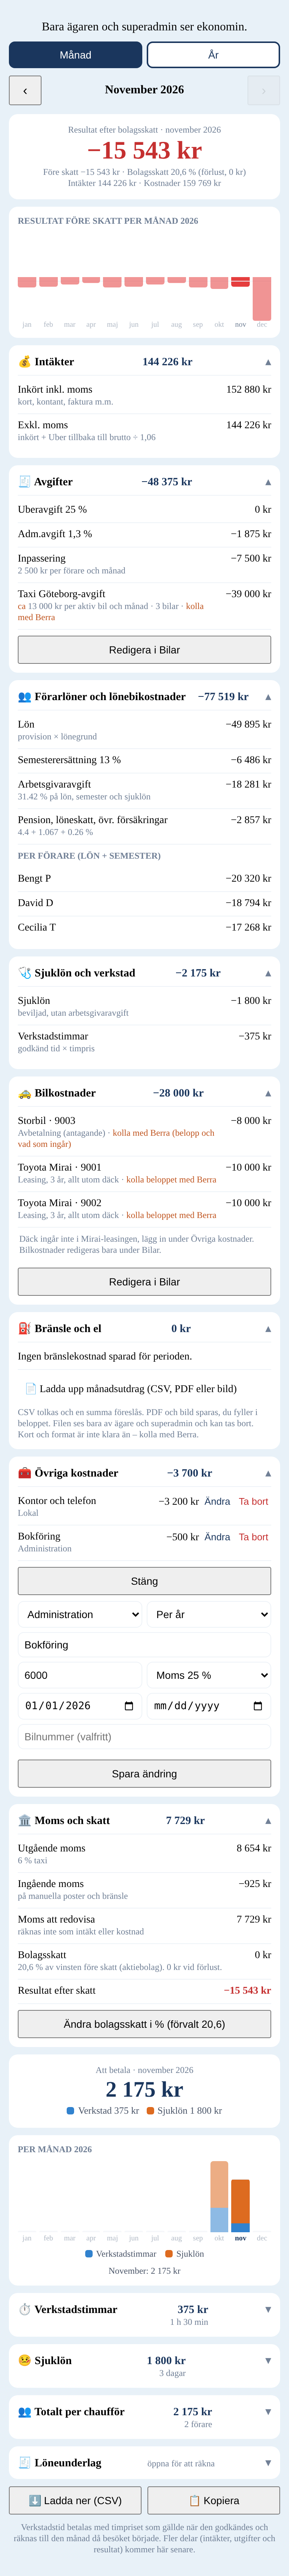 Bara ägaren och superadmin ser ekonomin.
Månad
År
‹
November 2026
›
Resultat efter bolagsskatt · november 2026
−15 543 kr
Före skatt −15 543 kr · Bolagsskatt 20,6 % (förlust, 0 kr)
Intäkter 144 226 kr · Kostnader 159 769 kr
RESULTAT FÖRE SKATT PER MÅNAD 2026
jan feb mar apr maj jun jul aug sep okt nov dec
💰 Intäkter 144 226 kr ▲
Inkört inkl. moms 152 880 kr
kort, kontant, faktura m.m.
Exkl. moms 144 226 kr
inkört + Uber tillbaka till brutto ÷ 1,06
🧾 Avgifter −48 375 kr ▲
Uberavgift 25 % 0 kr
Adm.avgift 1,3 % −1 875 kr
Inpassering −7 500 kr
2 500 kr per förare och månad
Taxi Göteborg-avgift −39 000 kr
ca 13 000 kr per aktiv bil och månad · 3 bilar · kolla
med Berra
Redigera i Bilar
👥 Förarlöner och lönebikostnader −77 519 kr ▲
Lön −49 895 kr
provision × lönegrund
Semesterersättning 13 % −6 486 kr
Arbetsgivaravgift −18 281 kr
31.42 % på lön, semester och sjuklön
Pension, löneskatt, övr. försäkringar −2 857 kr
4.4 + 1.067 + 0.26 %
PER FÖRARE (LÖN + SEMESTER)
Bengt P −20 320 kr
David D −18 794 kr
Cecilia T −17 268 kr
🩺 Sjuklön och verkstad −2 175 kr ▲
Sjuklön −1 800 kr
beviljad, utan arbetsgivaravgift
Verkstadstimmar −375 kr
godkänd tid × timpris
🚕 Bilkostnader −28 000 kr ▲
Storbil · 9003 −8 000 kr
Avbetalning (antagande) · kolla med Berra (belopp och
vad som ingår)
Toyota Mirai · 9001 −10 000 kr
Leasing, 3 år, allt utom däck · kolla beloppet med Berra
Toyota Mirai · 9002 −10 000 kr
Leasing, 3 år, allt utom däck · kolla beloppet med Berra
Däck ingår inte i Mirai-leasingen, lägg in under Övriga kostnader.
Bilkostnader redigeras bara under Bilar.
Redigera i Bilar
⛽ Bränsle och el 0 kr ▲
Ingen bränslekostnad sparad för perioden.
📄 Ladda upp månadsutdrag (CSV, PDF eller bild)
CSV tolkas och en summa föreslås. PDF och bild sparas, du fyller i
beloppet. Filen ses bara av ägare och superadmin och kan tas bort.
Kort och format är inte klara än – kolla med Berra.
🧰 Övriga kostnader −3 700 kr ▲
Kontor och telefon −3 200 kr Ändra Ta bort
Lokal
Bokföring −500 kr Ändra Ta bort
Administration
Stäng
Administration Per år
Bokföring
6000 Moms 25 %
01/01/2026 mm/dd/yyyy
Bilnummer (valfritt)
Spara ändring
🏛️ Moms och skatt 7 729 kr ▲
Utgående moms 8 654 kr
6 % taxi
Ingående moms −925 kr
på manuella poster och bränsle
Moms att redovisa 7 729 kr
räknas inte som intäkt eller kostnad
Bolagsskatt 0 kr
20,6 % av vinsten före skatt (aktiebolag). 0 kr vid förlust.
Resultat efter skatt −15 543 kr
Ändra bolagsskatt i % (förvalt 20,6)
Att betala · november 2026
2 175 kr
Verkstad 375 kr Sjuklön 1 800 kr
PER MÅNAD 2026
jan feb mar apr maj jun jul aug sep okt nov dec
Verkstadstimmar Sjuklön
November: 2 175 kr
⏱️ Verkstadstimmar 375 kr ▼
1 h 30 min
🤒 Sjuklön 1 800 kr ▼
3 dagar
👥 Totalt per chaufför 2 175 kr ▼
2 förare
🧾 Löneunderlag öppna för att räkna ▼
⬇️ Ladda ner (CSV)
📋 Kopiera
Verkstadstid betalas med timpriset som gällde när den godkändes och
räknas till den månad då besöket började. Fler delar (intäkter, utgifter och
resultat) kommer här senare.